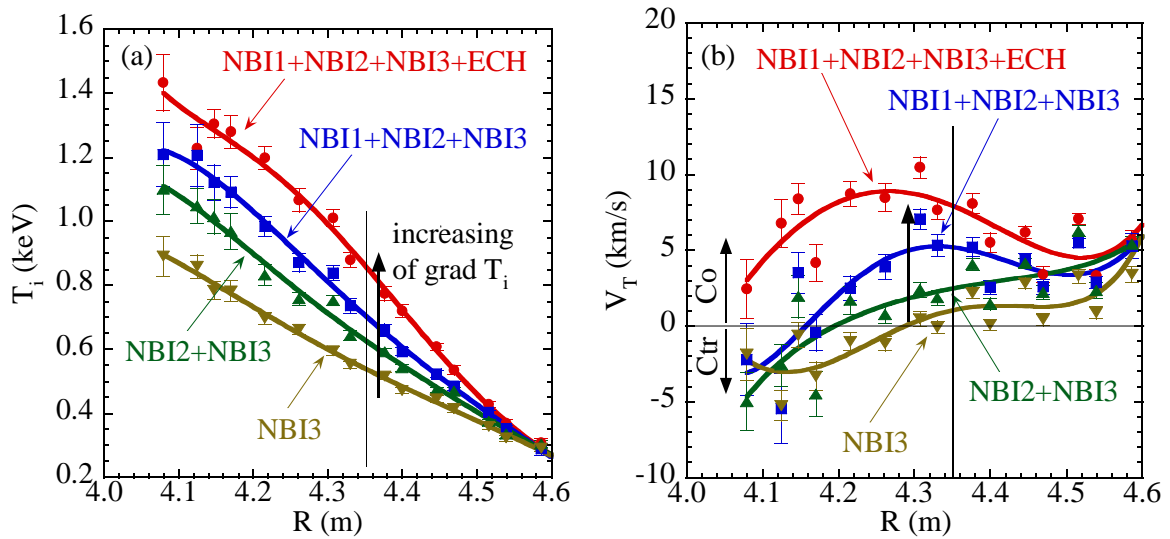 1.6
1.4
1.2
1.0
0.8
0.6
0.4
0.2
4.0 4.1 4.2 4.3 4.4 4.5 4.6
T_i (keV)
R (m)
(a)
NBI1+NBI2+NBI3+ECH
NBI1+NBI2+NBI3
increasing
of grad T_i
NBI2+NBI3
NBI3
20
15
10
5
0
-5
-10
4.0 4.1 4.2 4.3 4.4 4.5 4.6
V_T (km/s)
R (m)
(b)
NBI1+NBI2+NBI3+ECH
NBI1+NBI2+NBI3
Co
Ctr
NBI2+NBI3
NBI3